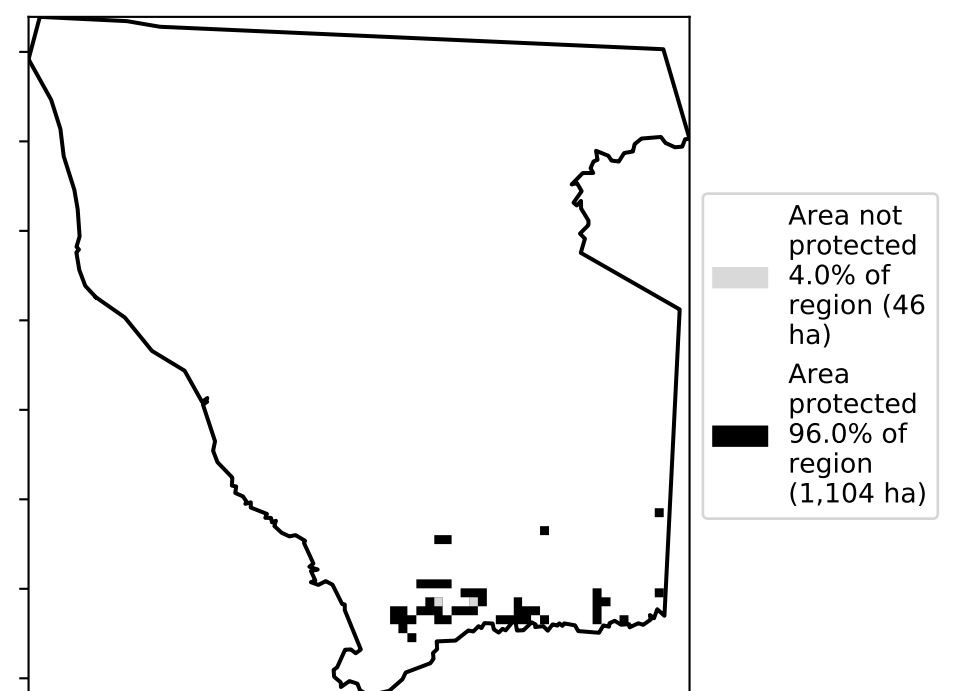 Area not
protected
4.0% of
region (46
ha)
Area
protected
96.0% of
region
(1,104 ha)